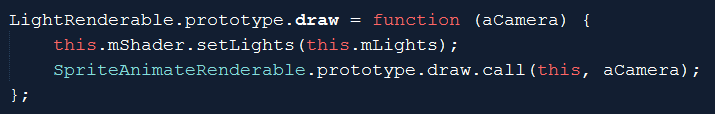 LightRenderable.prototype.draw = function (aCamera) {
    this.mShader.setLights(this.mLights);
    SpriteAnimateRenderable.prototype.draw.call(this, aCamera);
};